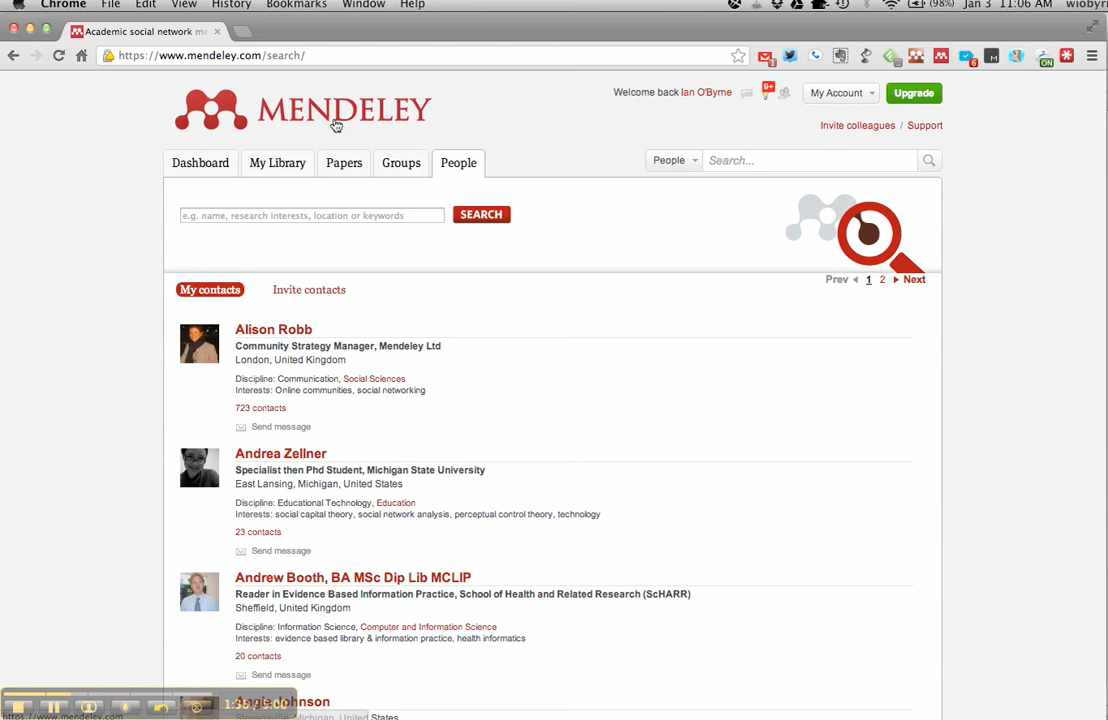 Chrome File Edit View History Bookmarks Window Help (98%) Jan 3 11:06 AM wiobyrn
Academic social network me
https://www.mendeley.com/search/
Welcome back Ian O'Byrne 9+ My Account Upgrade
MENDELEY
Invite colleagues / Support
Dashboard My Library Papers Groups People People Search...
e.g. name, research interests, location or keywords SEARCH
Prev 1 2 Next
My contacts Invite contacts
Alison Robb
Community Strategy Manager, Mendeley Ltd
London, United Kingdom
Discipline: Communication, Social Sciences
Interests: Online communities, social networking
723 contacts
Send message
Andrea Zellner
Specialist then Phd Student, Michigan State University
East Lansing, Michigan, United States
Discipline: Educational Technology, Education
Interests: social capital theory, social network analysis, perceptual control theory, technology
23 contacts
Send message
Andrew Booth, BA MSc Dip Lib MCLIP
Reader in Evidence Based Information Practice, School of Health and Related Research (ScHARR)
Sheffield, United Kingdom
Discipline: Information Science, Computer and Information Science
Interests: evidence based library & information practice, health informatics
20 contacts
Send message
Angie Johnson
Stevensville, Michigan, United States
https://www.mendeley.com